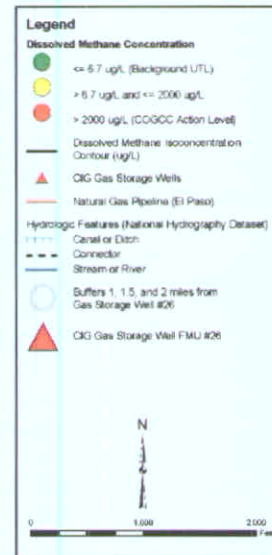 Legend
Dissolved Methane Concentration
<= 6.7 ug/L (Background UTL)
> 6.7 ug/L and <= 2000 ug/L
> 2000 ug/L (COGCC Action Level)
Dissolved Methane Isoconcentration
Contour (ug/L)
CIG Gas Storage Wells
Natural Gas Pipeline (El Paso)
Hydrologic Features (National Hydrography Dataset)
Canal or Ditch
Connector
Stream or River
Buffers 1, 1.5, and 2 miles from
Gas Storage Well #26
CIG Gas Storage Well FMU #26
N
0 1,000 2,000